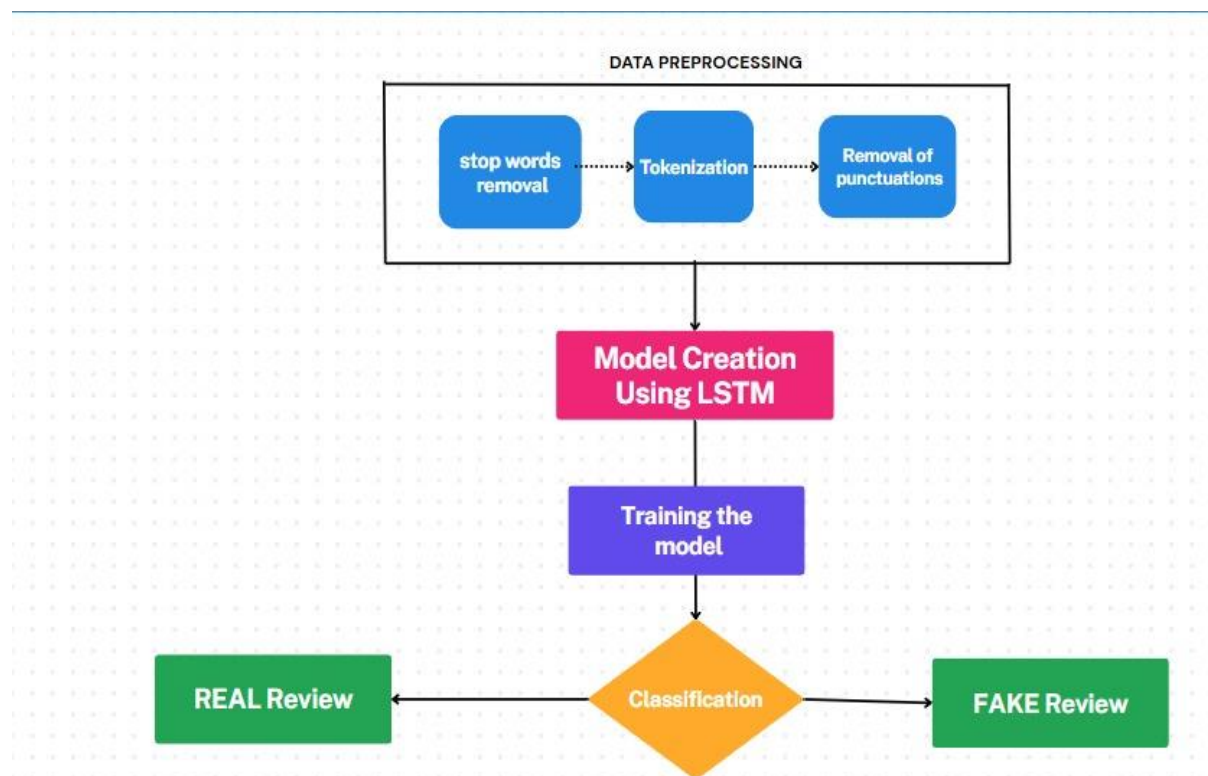 DATA PREPROCESSING
stop words
removal
Tokenization
Removal of
punctuations
Model Creation
Using LSTM
Training the
model
Classification
REAL Review
FAKE Review